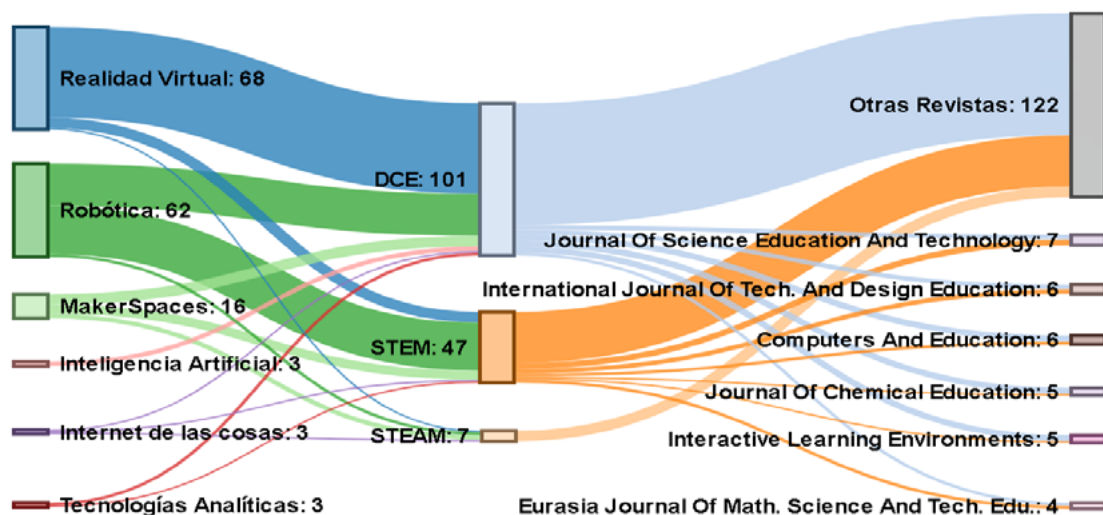 Realidad Virtual: 68
Robótica: 62
MakerSpaces: 16
Inteligencia Artificial: 3
Internet de las cosas: 3
Tecnologías Analíticas: 3
DCE: 101
STEM: 47
STEAM: 7
Otras Revistas: 122
Journal Of Science Education And Technology: 7
International Journal Of Tech. And Design Education: 6
Computers And Education: 6
Journal Of Chemical Education: 5
Interactive Learning Environments: 5
Eurasia Journal Of Math. Science And Tech. Edu.: 4